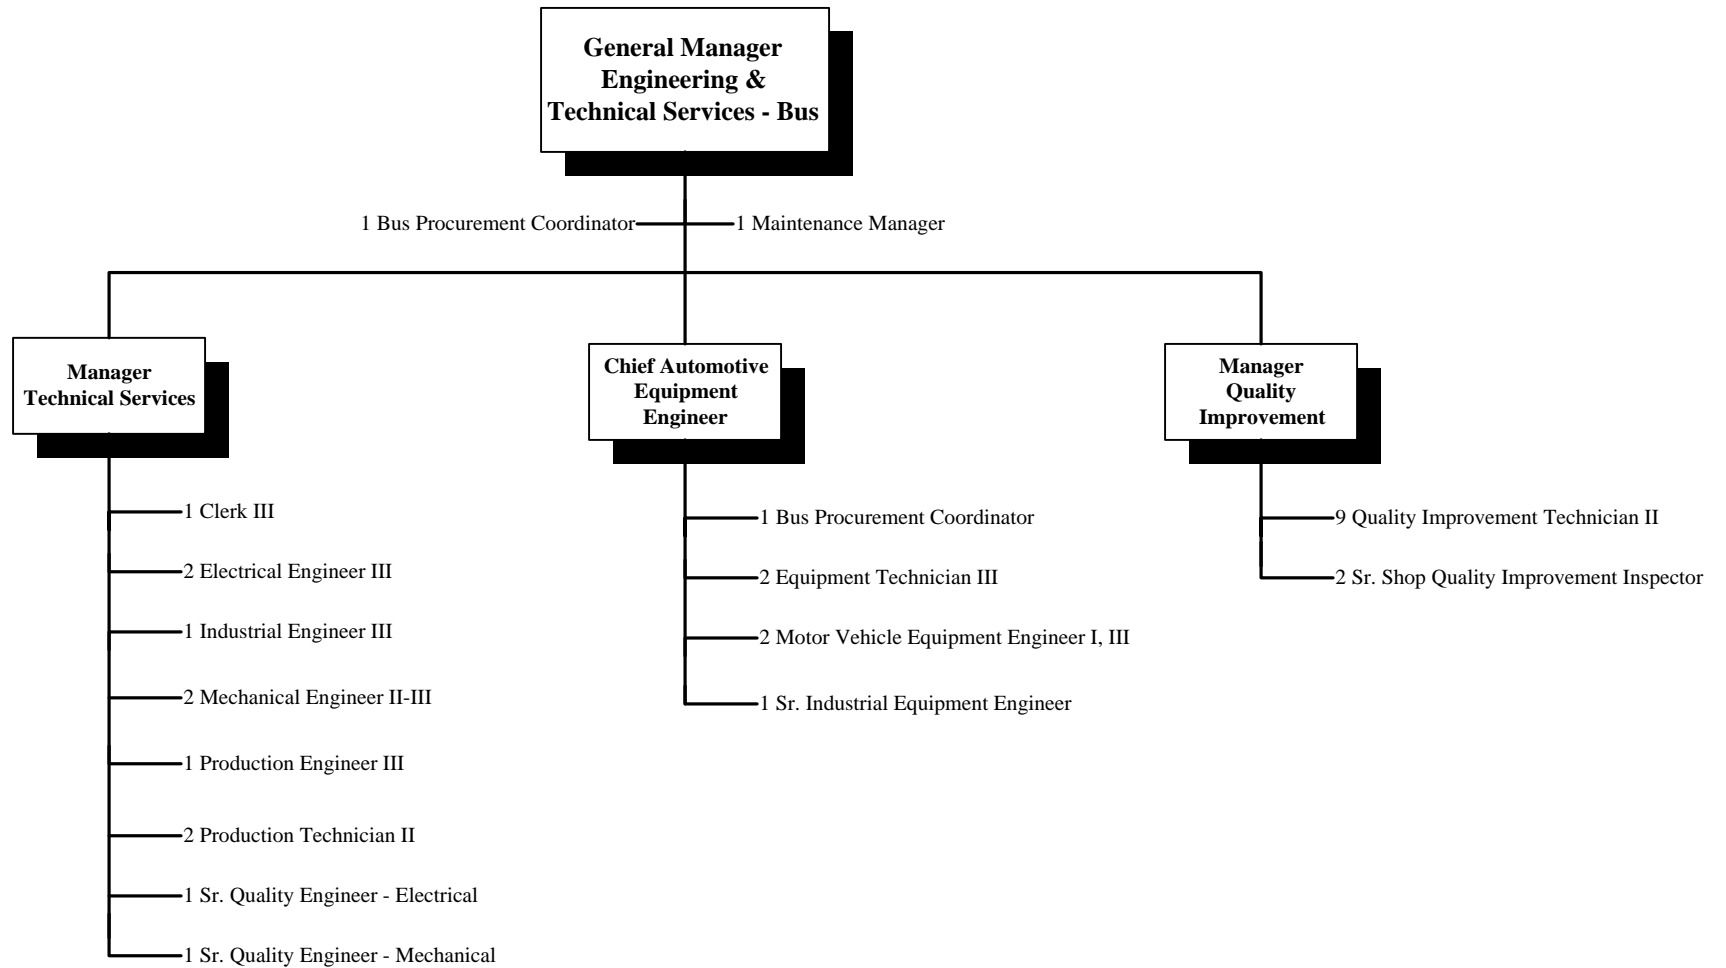 General Manager
Engineering &
Technical Services - Bus
1 Bus Procurement Coordinator
1 Maintenance Manager
Manager
Technical Services
1 Clerk III
2 Electrical Engineer III
1 Industrial Engineer III
2 Mechanical Engineer II-III
1 Production Engineer III
2 Production Technician II
1 Sr. Quality Engineer - Electrical
1 Sr. Quality Engineer - Mechanical
Chief Automotive
Equipment
Engineer
1 Bus Procurement Coordinator
2 Equipment Technician III
2 Motor Vehicle Equipment Engineer I, III
1 Sr. Industrial Equipment Engineer
Manager
Quality
Improvement
9 Quality Improvement Technician II
2 Sr. Shop Quality Improvement Inspector